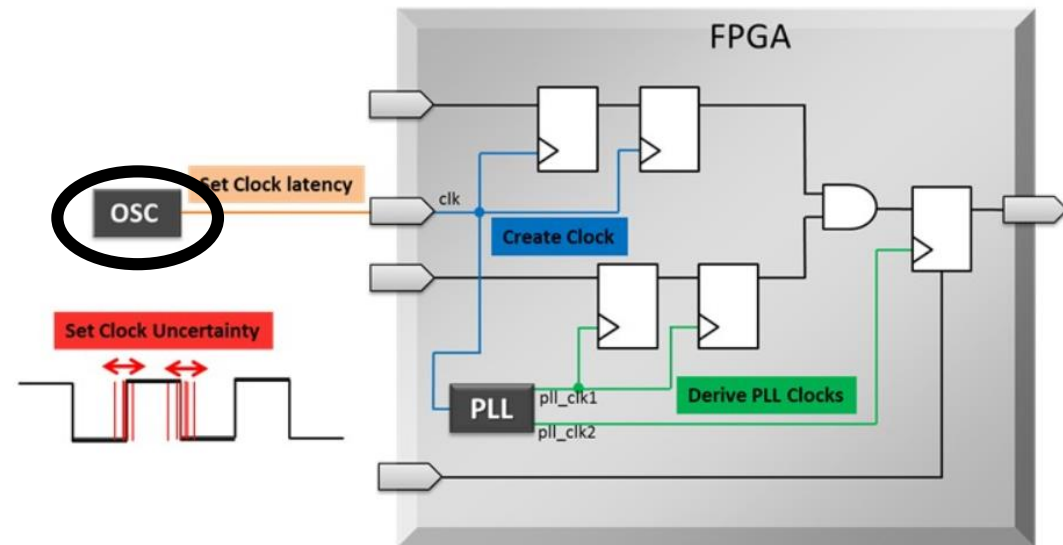 FPGA
Set Clock latency
OSC
clk
Create Clock
Set Clock Uncertainty
PLL
pll_clk1
Derive PLL Clocks
pll_clk2